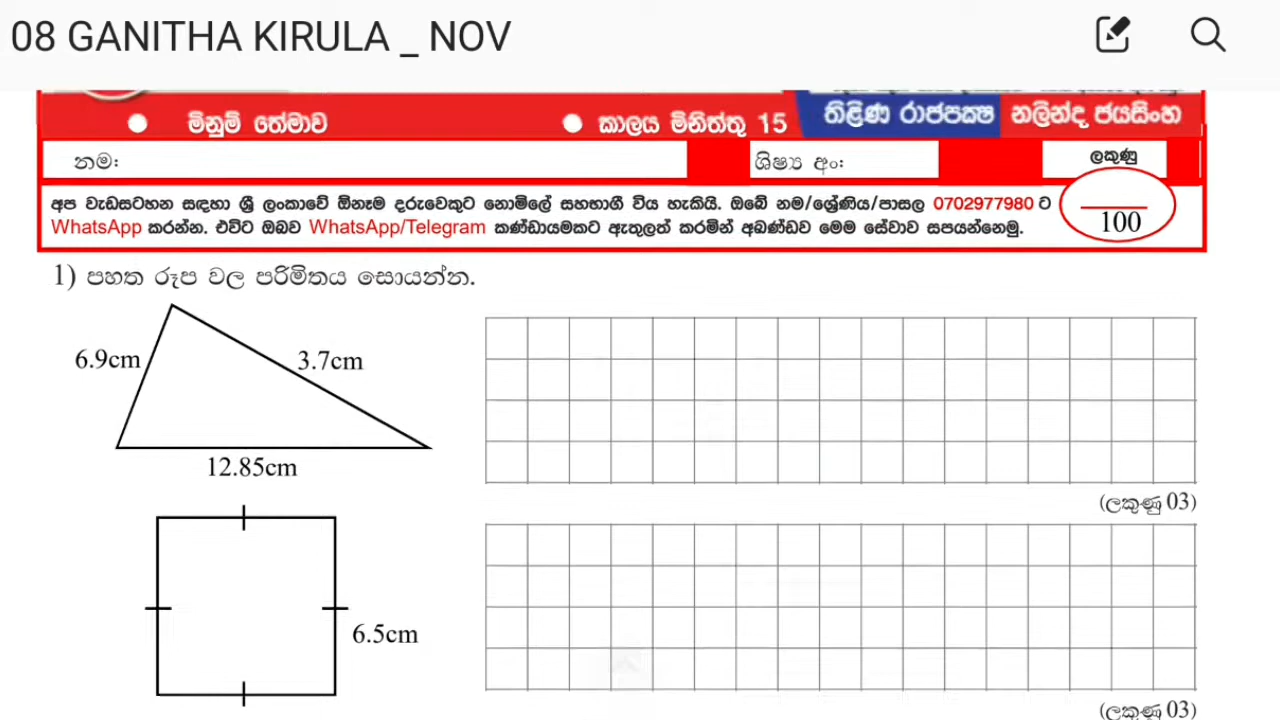 08 GANITHA KIRULA _ NOV
මිනුම් තේමාව
කාලය මිනිත්තු 15
තිළිණ රාජපක්ෂ නලින්ද ජයසිංහ
නම:
ශිෂ්‍ය අං:
ලකුණු
අප වැඩසටහන සඳහා ශ්‍රී ලංකාවේ ඕනෑම දරුවෙකුට නොමිලේ සහභාගී විය හැකියි. ඔබේ නම/ශ්‍රේණිය/පාසල 0702977980 ට
WhatsApp කරන්න. එවිට ඔබව WhatsApp/Telegram කණ්ඩායමකට ඇතුලත් කරමින් අඛණ්ඩව මෙම සේවාව සපයන්නෙමු.
100
1) පහත රූප වල පරිමිතය සොයන්න.
6.9cm
3.7cm
12.85cm
(ලකුණු 03)
6.5cm
(ලකුණු 03)